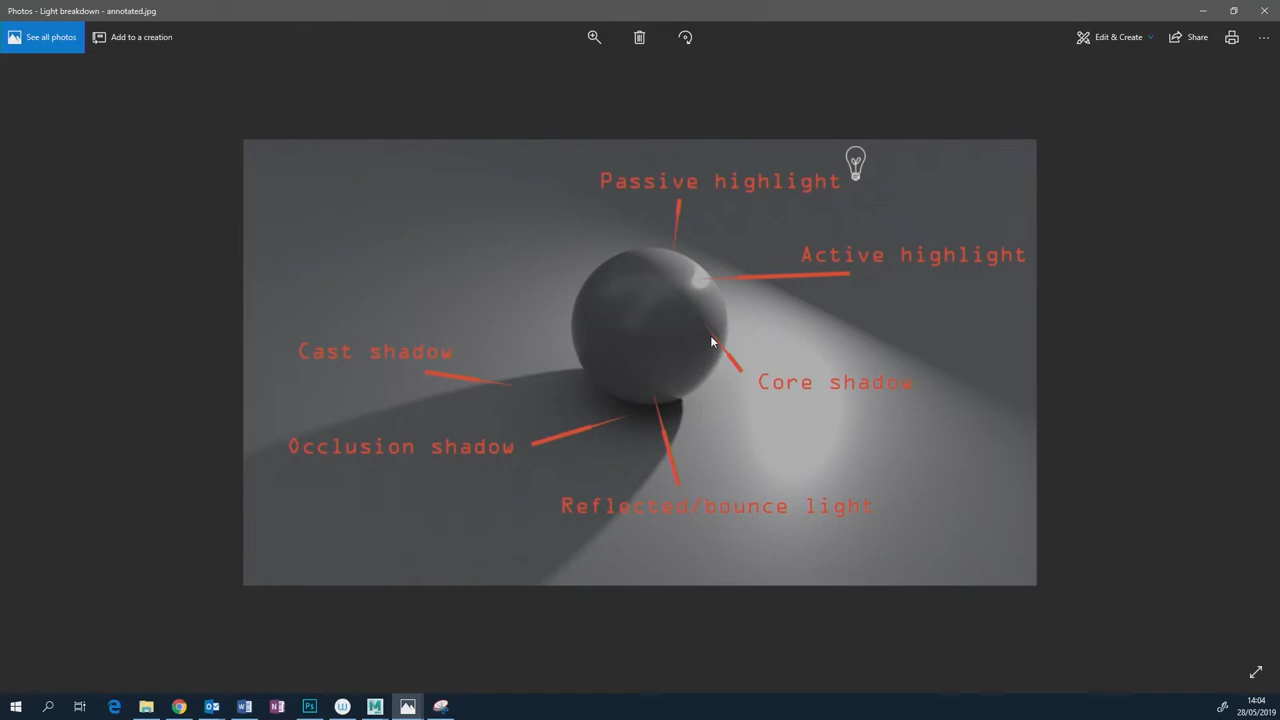 Photos - Light breakdown - annotated.jpg
See all photos
Add to a creation
Edit & Create
Share
Passive highlight
Active highlight
Cast shadow
Core shadow
Occlusion shadow
Reflected/bounce light
14:04
28/05/2019